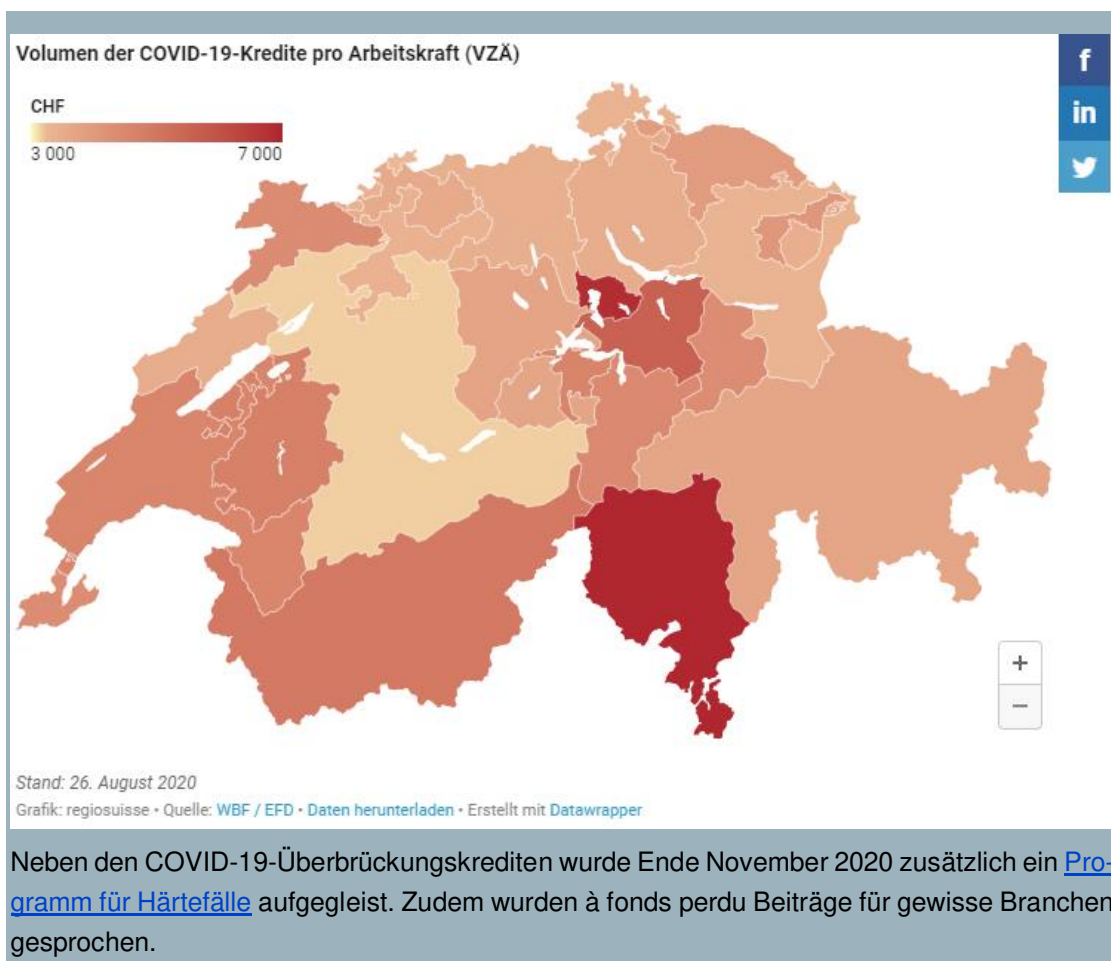 Volumen der COVID-19-Kredite pro Arbeitskraft (VZÄ)
f
in
CHF
3 000 7 000
+
−
Stand: 26. August 2020
Grafik: regiosuisse • Quelle: WBF / EFD • Daten herunterladen • Erstellt mit Datawrapper
Neben den COVID-19-Überbrückungskrediten wurde Ende November 2020 zusätzlich ein Pro-
gramm für Härtefälle aufgegleist. Zudem wurden à fonds perdu Beiträge für gewisse Branchen
gesprochen.